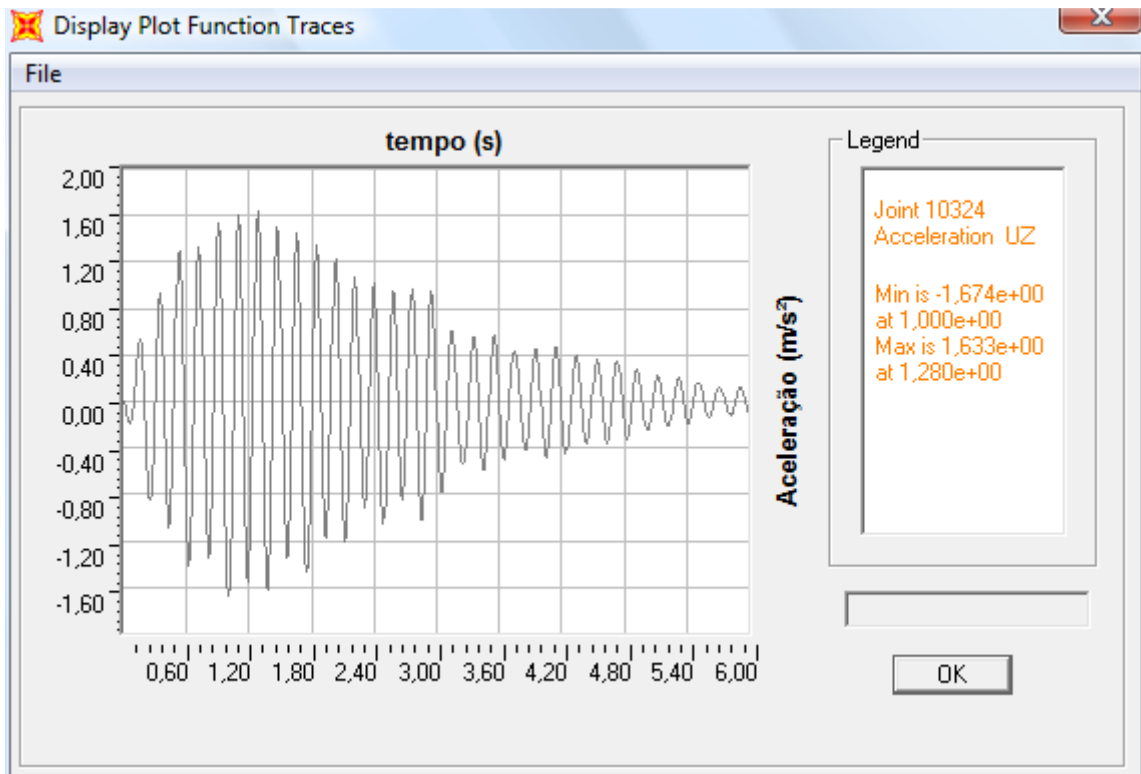 Display Plot Function Traces
File
tempo (s)
2,00
1,60
1,20
0,80
0,40
0,00
-0,40
-0,80
-1,20
-1,60
0,60 1,20 1,80 2,40 3,00 3,60 4,20 4,80 5,40 6,00
Aceleração (m/s²)
Legend
Joint 10324
Acceleration UZ
Min is -1,674e+00
at 1,000e+00
Max is 1,633e+00
at 1,280e+00
OK